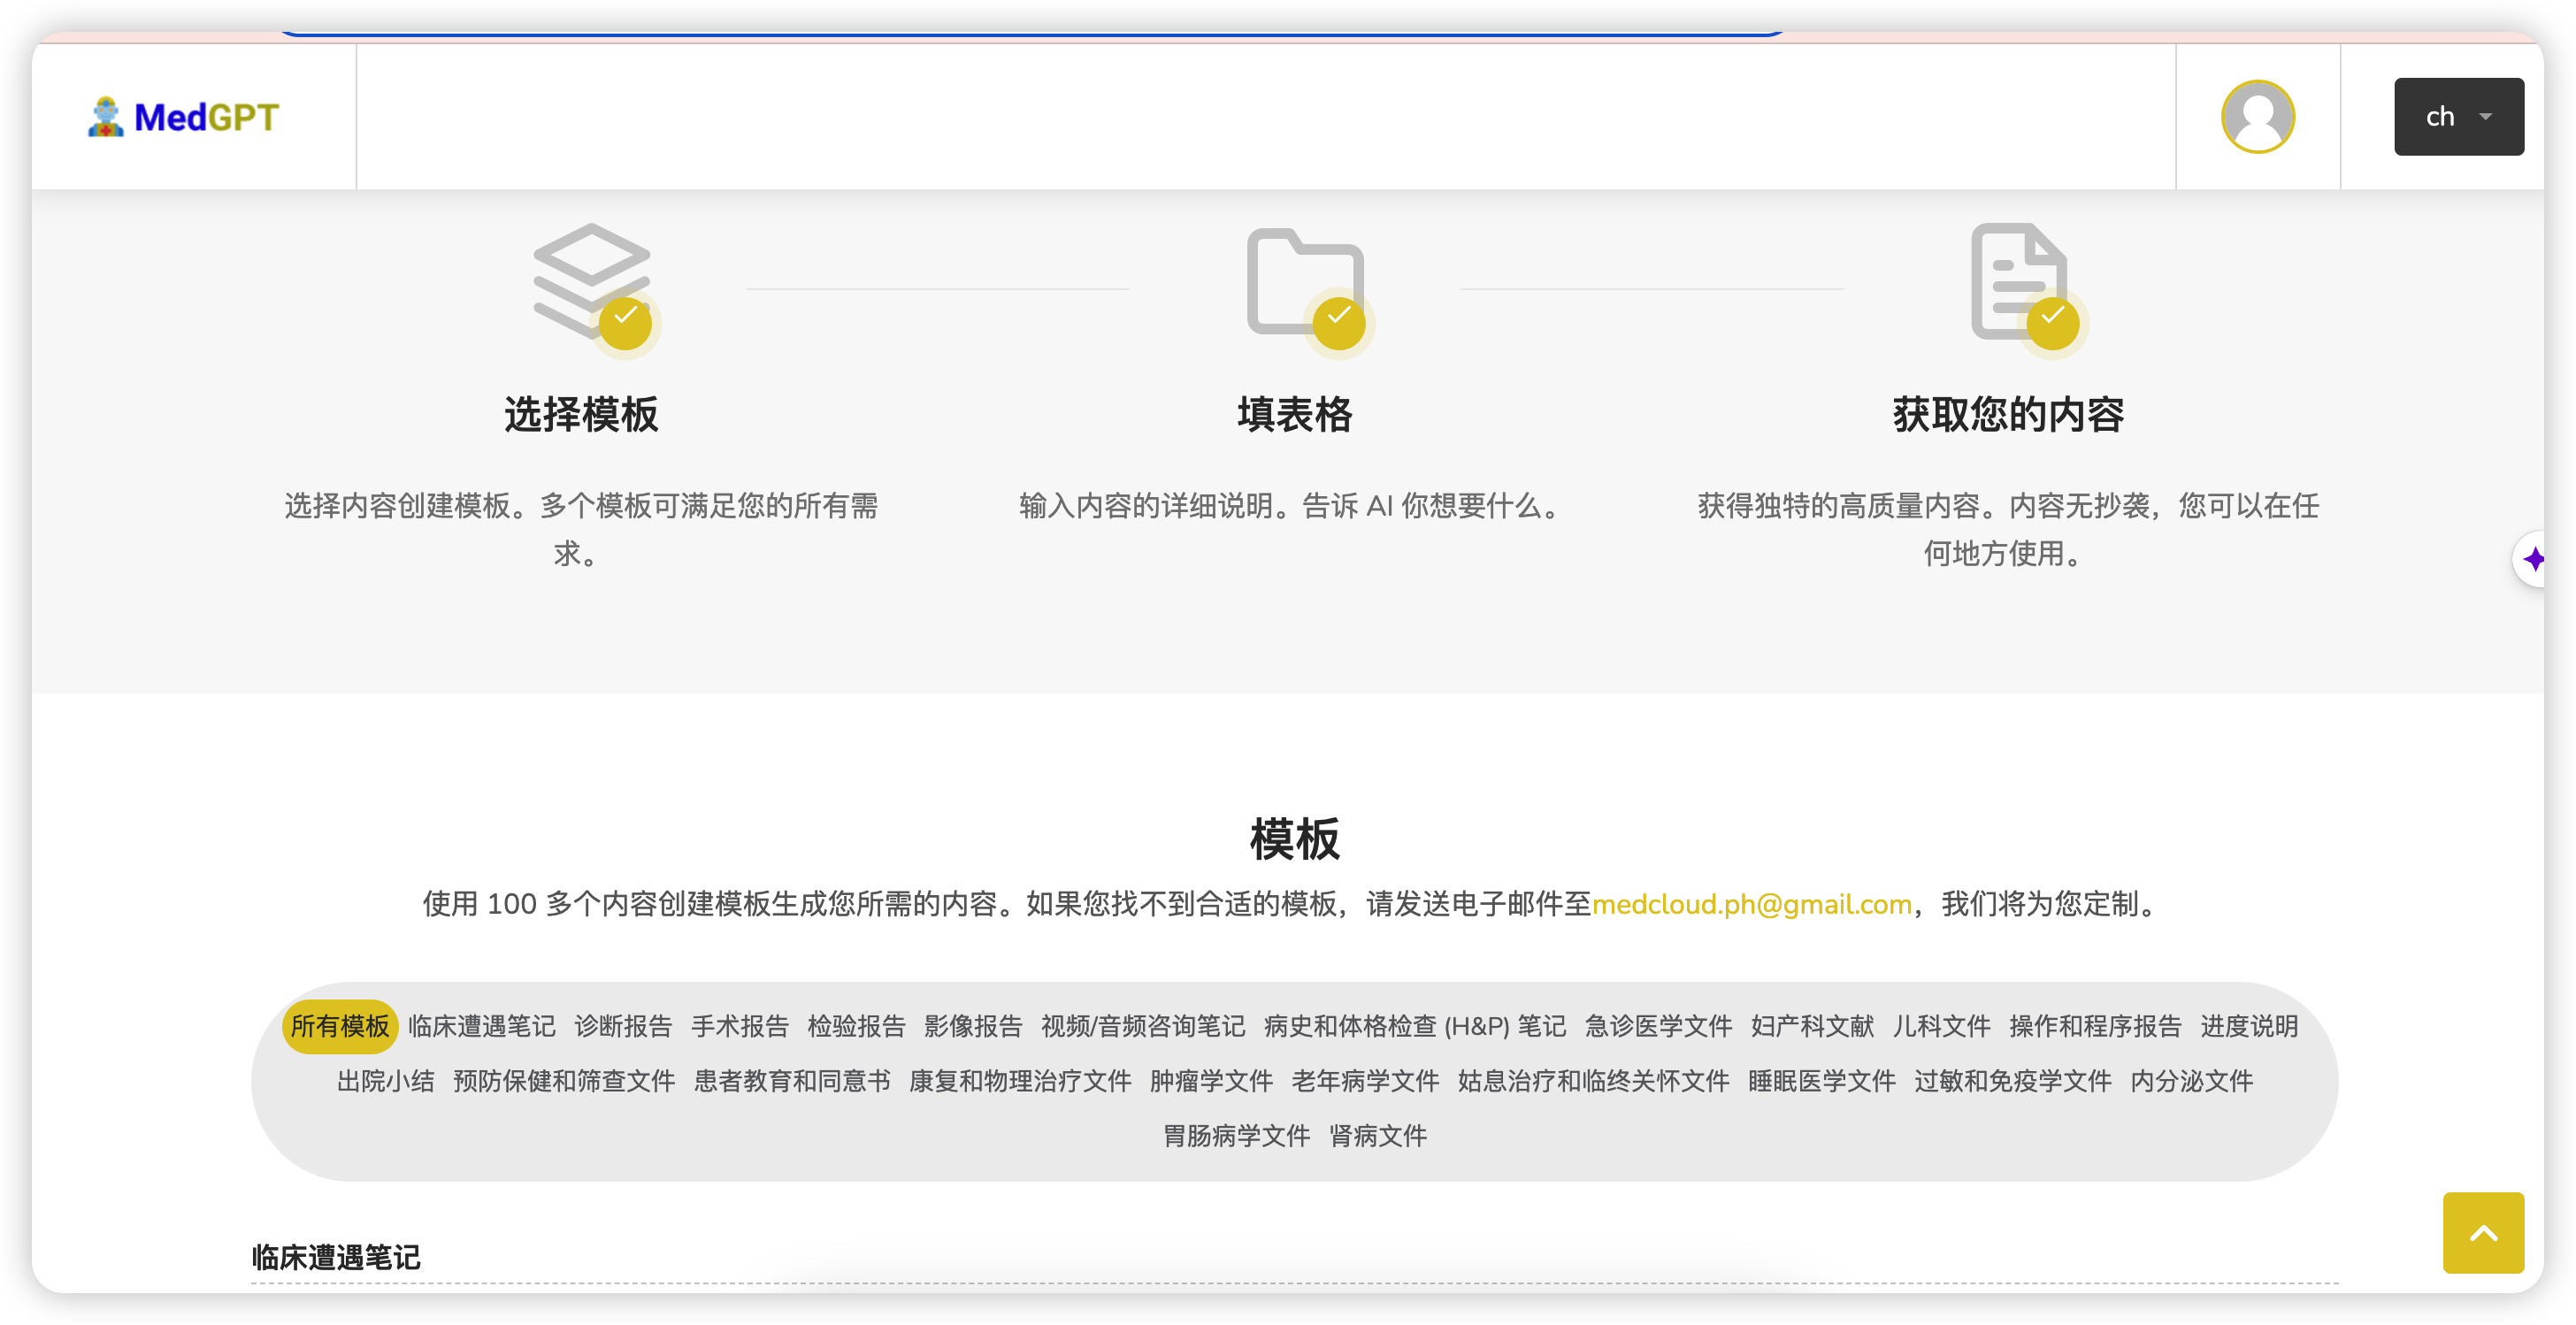 MedGPT
ch
选择模板
填表格
获取您的内容
选择内容创建模板。多个模板可满足您的所有需
求。
输入内容的详细说明。告诉 AI 你想要什么。
获得独特的高质量内容。内容无抄袭，您可以在任
何地方使用。
模板
使用 100 多个内容创建模板生成您所需的内容。如果您找不到合适的模板，请发送电子邮件至medcloud.ph@gmail.com，我们将为您定制。
所有模板 临床遭遇笔记 诊断报告 手术报告 检验报告 影像报告 视频/音频咨询笔记 病史和体格检查 (H&P) 笔记 急诊医学文件 妇产科文献 儿科文件 操作和程序报告 进度说明
出院小结 预防保健和筛查文件 患者教育和同意书 康复和物理治疗文件 肿瘤学文件 老年病学文件 姑息治疗和临终关怀文件 睡眠医学文件 过敏和免疫学文件 内分泌文件
胃肠病学文件 肾病文件
临床遭遇笔记